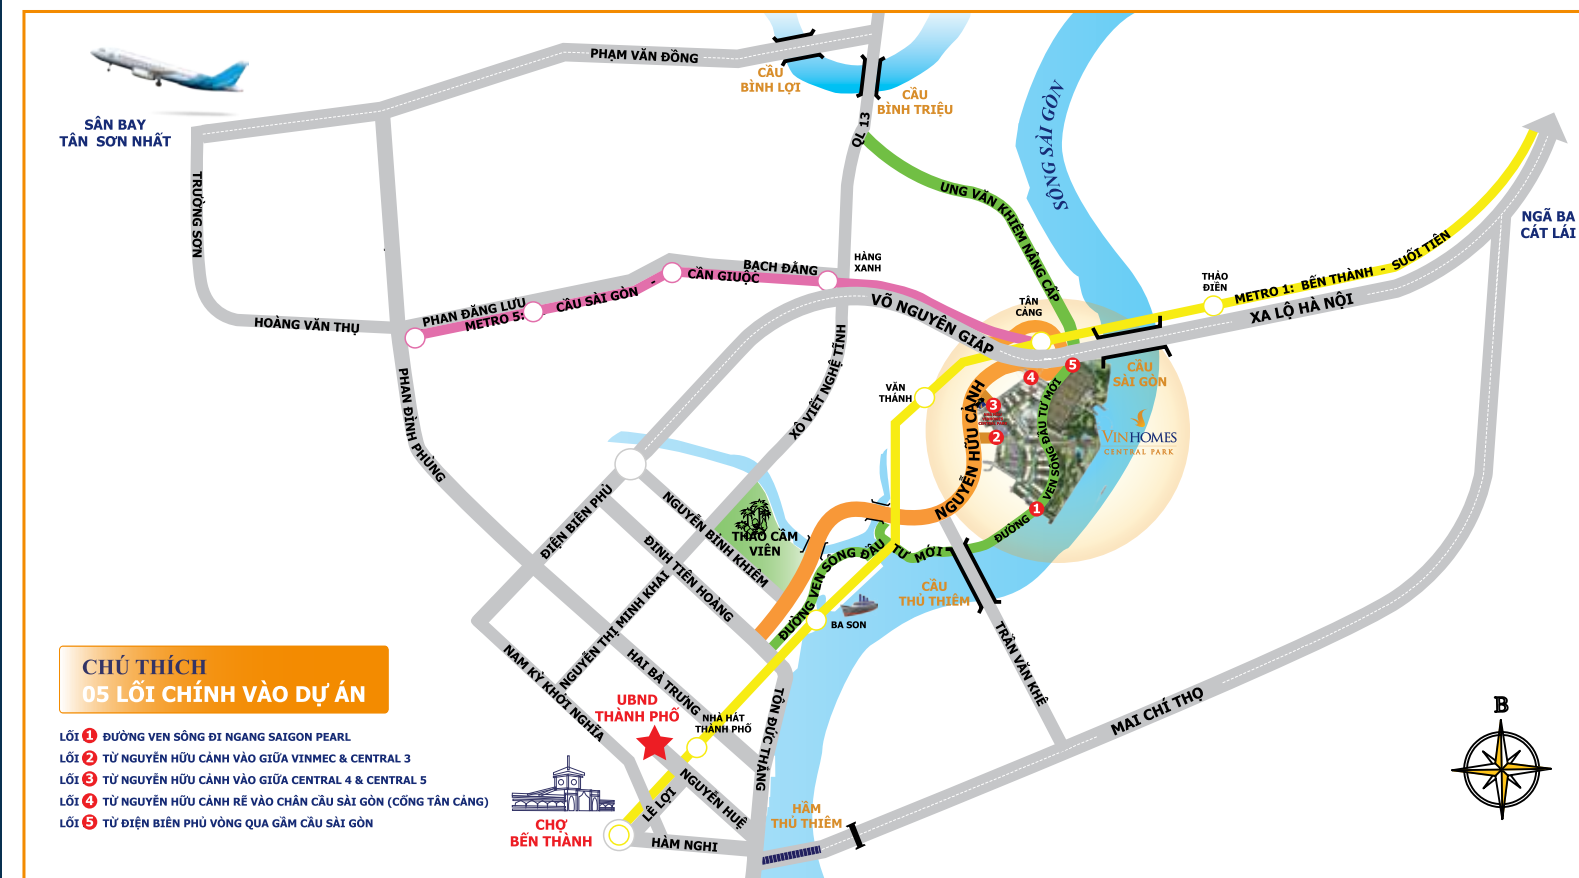 PHẠM VĂN ĐỒNG
CẦU
BÌNH LỢI
CẦU
BÌNH TRIỆU
QL 13
SÂN BAY
TÂN SƠN NHẤT
SÔNG SÀI GÒN
UNG VĂN KHIÊM NÂNG CẤP
TRƯỜNG SƠN
NGÃ BA
CÁT LÁI
HÀNG
XANH
BẠCH ĐẰNG
CẦN GIUỘC
PHAN ĐĂNG LƯU
METRO 5:
CẦU SÀI GÒN -
HOÀNG VĂN THỤ
VÕ NGUYÊN GIÁP
TÂN
CẢNG
THẢO
ĐIỀN
METRO 1: BẾN THÀNH - SUỐI TIÊN
XA LỘ HÀ NỘI
CẦU
SÀI GÒN
XÔ VIẾT NGHỆ TĨNH
VĂN
THÁNH
NGUYỄN HỮU CẢNH
5
4
3
2
1
VEN SÔNG ĐẦU TƯ MỚI
ĐƯỜNG
VINHOMES
CENTRAL PARK
PHAN ĐÌNH PHÙNG
ĐIỆN BIÊN PHỦ
NGUYỄN BỈNH KHIÊM
THẢO CẦM
VIÊN
ĐINH TIÊN HOÀNG
NGUYỄN THỊ MINH KHAI
ĐƯỜNG VEN SÔNG ĐẦU TƯ MỚI
CẦU
THỦ THIÊM
BA SON
TRẦN VĂN KHÊ
HAI BÀ TRƯNG
NAM KỲ KHỞI NGHĨA
UBND
THÀNH PHỐ
NHÀ HÁT
THÀNH PHỐ
TÔN ĐỨC THẮNG
MAI CHÍ THỌ
NGUYỄN HUỆ
LÊ LỢI
CHỢ
BẾN THÀNH
HÀM NGHI
HẦM
THỦ THIÊM
B
CHÚ THÍCH
05 LỐI CHÍNH VÀO DỰ ÁN
LỐI 1 ĐƯỜNG VEN SÔNG ĐI NGANG SAIGON PEARL
LỐI 2 TỪ NGUYỄN HỮU CẢNH VÀO GIỮA VINMEC & CENTRAL 3
LỐI 3 TỪ NGUYỄN HỮU CẢNH VÀO GIỮA CENTRAL 4 & CENTRAL 5
LỐI 4 TỪ NGUYỄN HỮU CẢNH RẼ VÀO CHÂN CẦU SÀI GÒN (CỔNG TÂN CẢNG)
LỐI 5 TỪ ĐIỆN BIÊN PHỦ VÒNG QUA GẦM CẦU SÀI GÒN